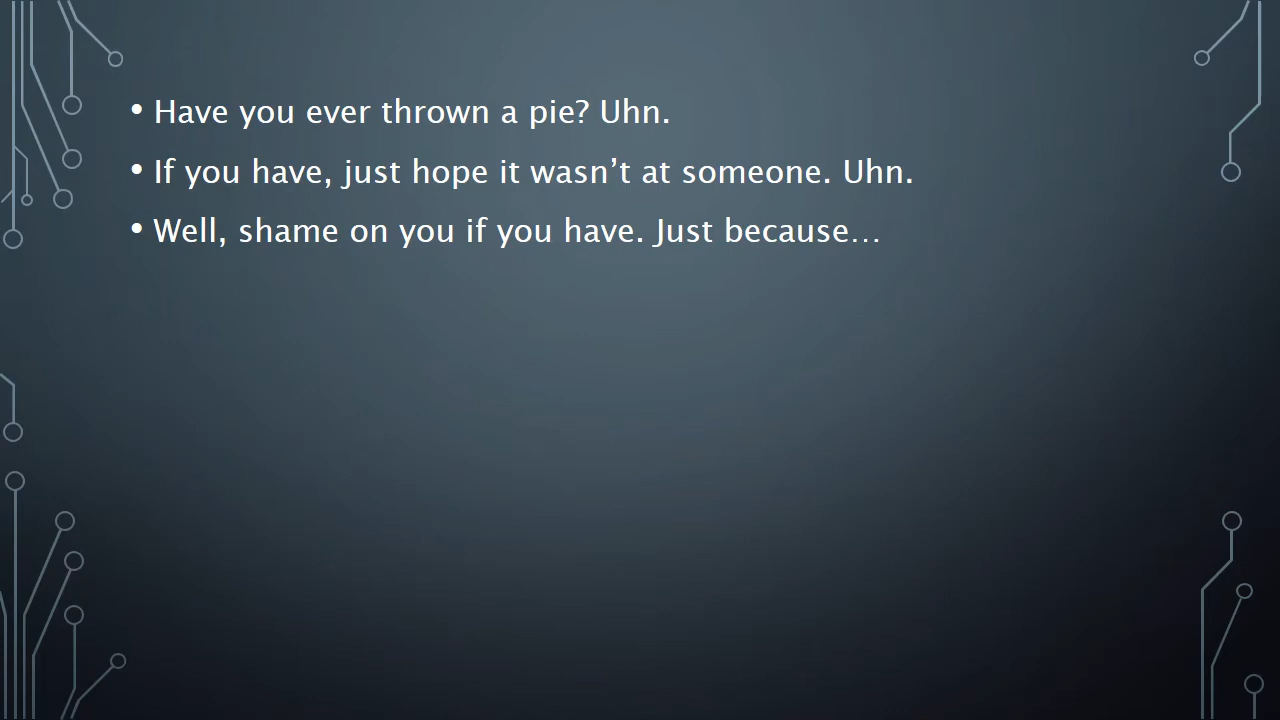 • Have you ever thrown a pie? Uhn.
• If you have, just hope it wasn’t at someone. Uhn.
• Well, shame on you if you have. Just because…